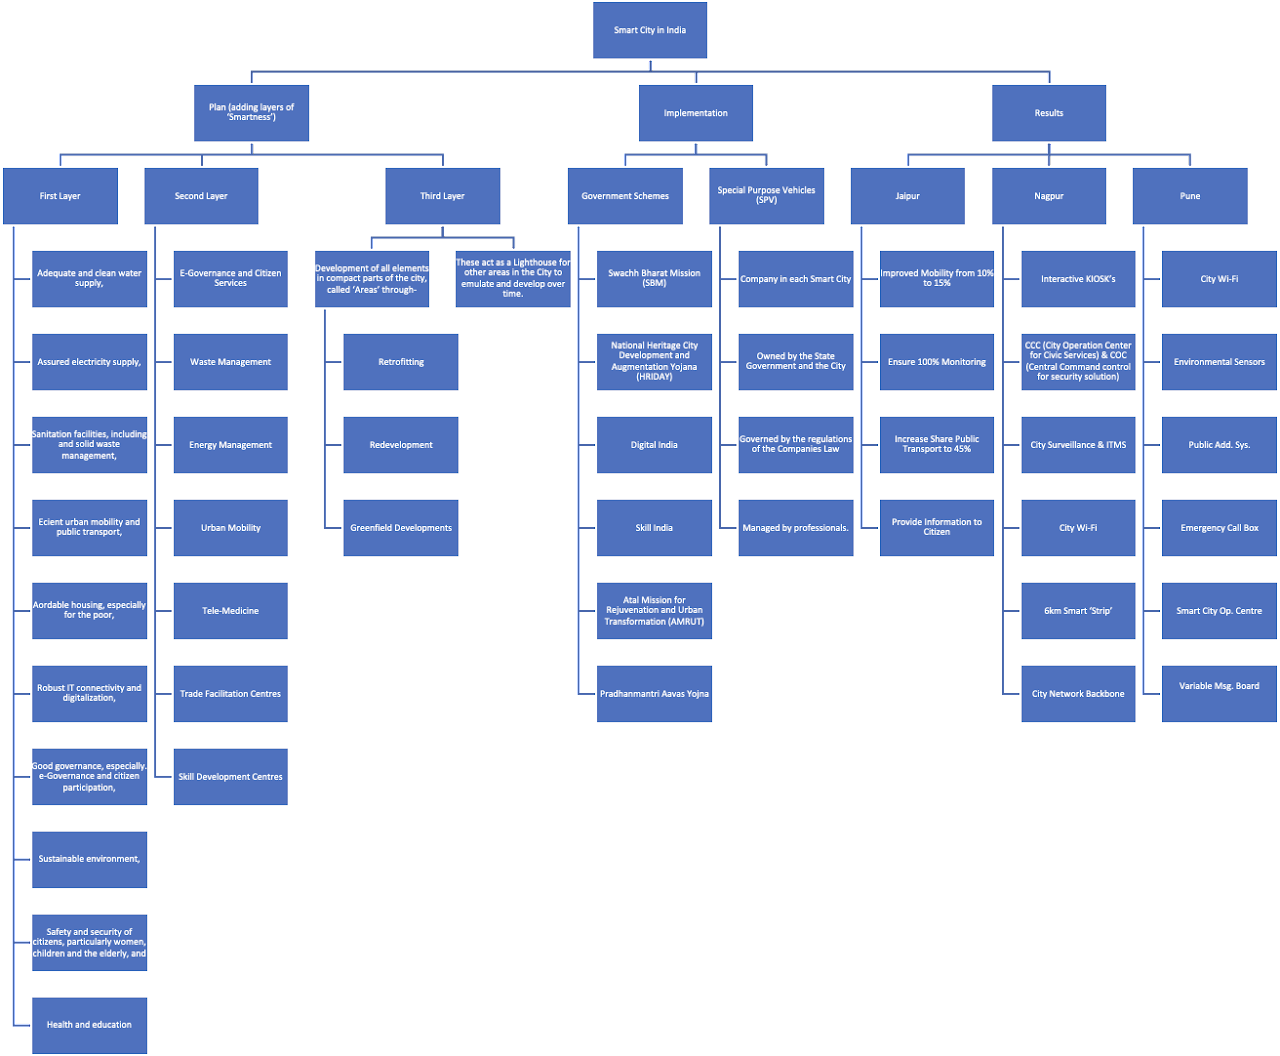 Smart City in India
Plan (adding layers of
‘Smartness’)
Implementation
Results
First Layer
Second Layer
Third Layer
Government Schemes
Special Purpose Vehicles
(SPV)
Jaipur
Nagpur
Pune
Adequate and clean water
supply,
Assured electricity supply,
Sanitation facilities, including
and solid waste
management,
Ecient urban mobility and
public transport,
Aordable housing, especially
for the poor,
Robust IT connectivity and
digitalization,
Good governance, especially.
e-Governance and citizen
participation,
Sustainable environment,
Safety and security of
citizens, particularly women,
children and the elderly, and
Health and education
E-Governance and Citizen
Services
Waste Management
Energy Management
Urban Mobility
Tele-Medicine
Trade Facilitation Centres
Skill Development Centres
Development of all elements
in compact parts of the city,
called ‘Areas’ through-
Retrofitting
Redevelopment
Greenfield Developments
These act as a Lighthouse for
other areas in the City to
emulate and develop over
time.
Swachh Bharat Mission
(SBM)
National Heritage City
Development and
Augmentation Yojana
(HRIDAY)
Digital India
Skill India
Atal Mission for
Rejuvenation and Urban
Transformation (AMRUT)
Pradhanmantri Aavas Yojna
Company in each Smart City
Owned by the State
Government and the City
Governed by the regulations
of the Companies Law
Managed by professionals.
Improved Mobility from 10%
to 15%
Ensure 100% Monitoring
Increase Share Public
Transport to 45%
Provide Information to
Citizen
Interactive KIOSK’s
CCC (City Operation Center
for Civic Services) & COC
(Central Command control
for security solution)
City Surveillance & ITMS
City Wi-Fi
6km Smart ‘Strip’
City Network Backbone
City Wi-Fi
Environmental Sensors
Public Add. Sys.
Emergency Call Box
Smart City Op. Centre
Variable Msg. Board